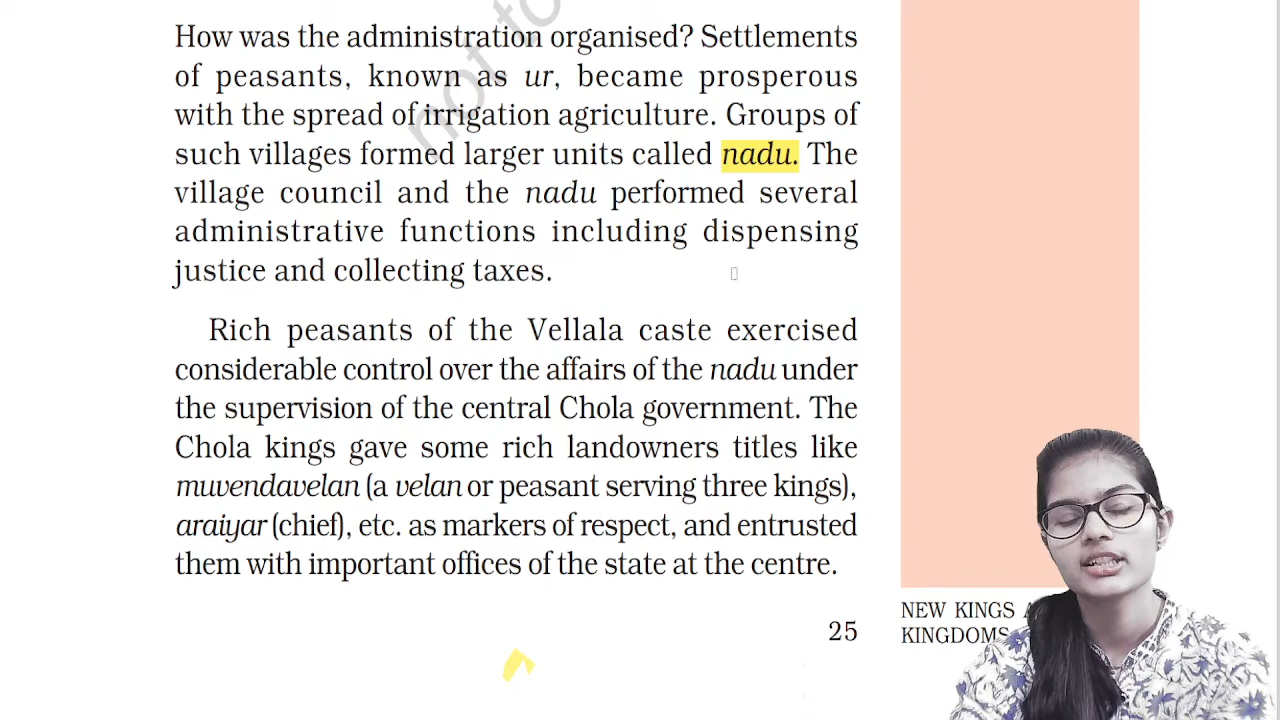 How was the administration organised? Settlements
of peasants, known as ur, became prosperous
with the spread of irrigation agriculture. Groups of
such villages formed larger units called nadu. The
village council and the nadu performed several
administrative functions including dispensing
justice and collecting taxes.
Rich peasants of the Vellala caste exercised
considerable control over the affairs of the nadu under
the supervision of the central Chola government. The
Chola kings gave some rich landowners titles like
muvendavelan (a velan or peasant serving three kings),
araiyar (chief), etc. as markers of respect, and entrusted
them with important offices of the state at the centre.
25
NEW KINGS
KINGDOMS
not to